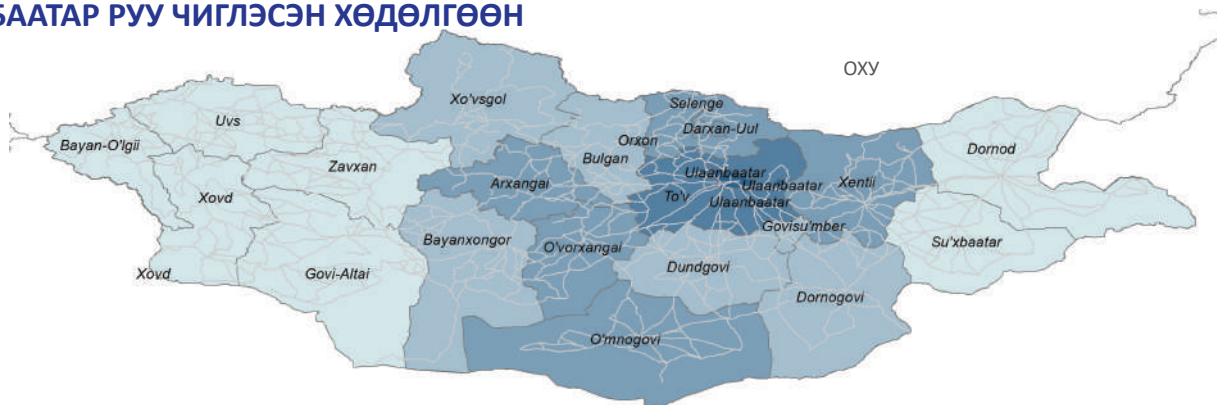 БААТАР РУУ ЧИГЛЭСЭН ХӨДӨЛГӨӨН
ОХУ
Xo'vsgol
Selenge
Uvs
Darxan-Uul
Orxon
Bayan-O'lgii
Dornod
Bulgan
Zavxan
Ulaanbaatar
Arxangai
Ulaanbaatar
Xentii
Xovd
To'v
Ulaanbaatar
Govisu'mber
Bayanxongor
O'vorxangai
Su'xbaatar
Dundgovi
Xovd
Govi-Altai
Dornogovi
O'mnogovi